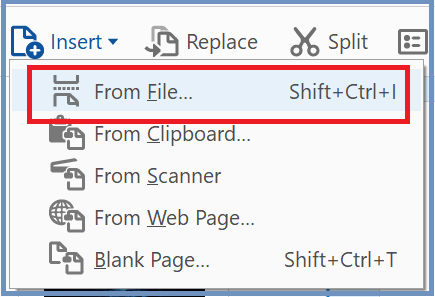 Insert Replace Split
From File... Shift+Ctrl+I
From Clipboard...
From Scanner
From Web Page...
Blank Page... Shift+Ctrl+T